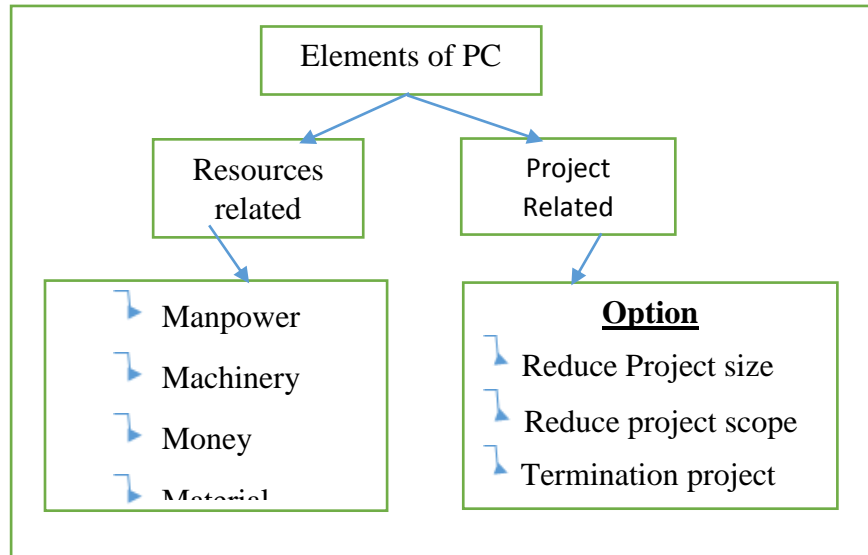 Elements of PC
Resources
related
Project
Related
Manpower
Machinery
Money
Material
Option
Reduce Project size
Reduce project scope
Termination project